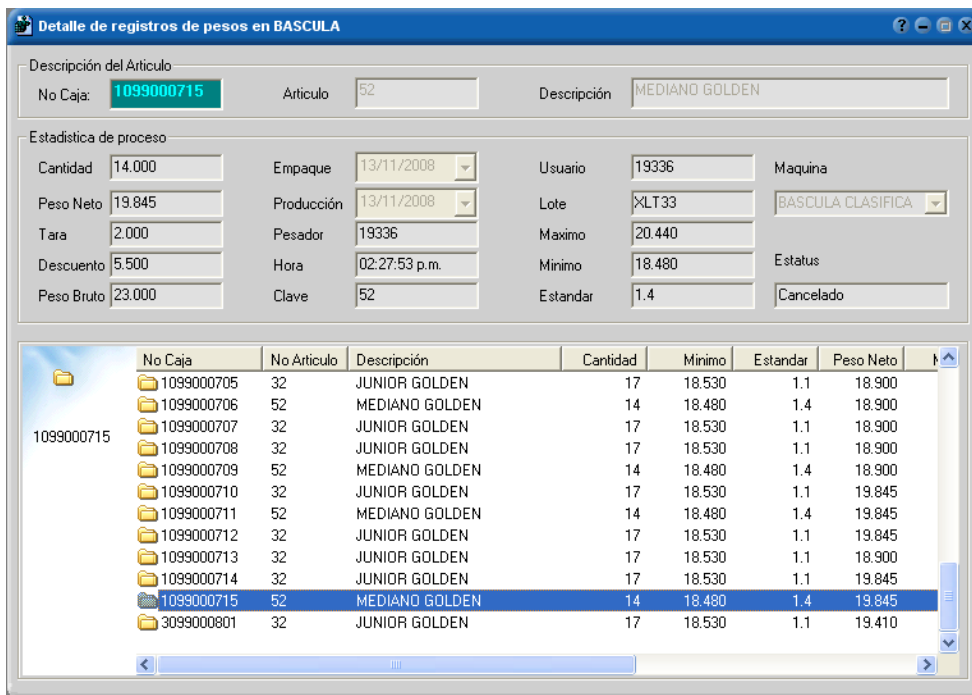 Detalle de registros de pesos en BASCULA
Descripción del Articulo
No Caja: 1099000715 Articulo 52 Descripción MEDIANO GOLDEN
Estadistica de proceso
Cantidad 14.000 Empaque 13/11/2008 Usuario 19336 Maquina
Peso Neto 19.845 Producción 13/11/2008 Lote XLT33 BASCULA CLASIFICA
Tara 2.000 Pesador 19336 Maximo 20.440
Descuento 5.500 Hora 02:27:53 p.m. Minimo 18.480 Estatus
Peso Bruto 23.000 Clave 52 Estandar 1.4 Cancelado
1099000715
No Caja No Articulo Descripción Cantidad Minimo Estandar Peso Neto
1099000705 32 JUNIOR GOLDEN 17 18.530 1.1 18.900
1099000706 52 MEDIANO GOLDEN 14 18.480 1.4 18.900
1099000707 32 JUNIOR GOLDEN 17 18.530 1.1 18.900
1099000708 32 JUNIOR GOLDEN 17 18.530 1.1 18.900
1099000709 52 MEDIANO GOLDEN 14 18.480 1.4 18.900
1099000710 32 JUNIOR GOLDEN 17 18.530 1.1 19.845
1099000711 52 MEDIANO GOLDEN 14 18.480 1.4 19.845
1099000712 32 JUNIOR GOLDEN 17 18.530 1.1 19.845
1099000713 32 JUNIOR GOLDEN 17 18.530 1.1 18.900
1099000714 32 JUNIOR GOLDEN 17 18.530 1.1 19.845
1099000715 52 MEDIANO GOLDEN 14 18.480 1.4 19.845
3099000801 32 JUNIOR GOLDEN 17 18.530 1.1 19.410